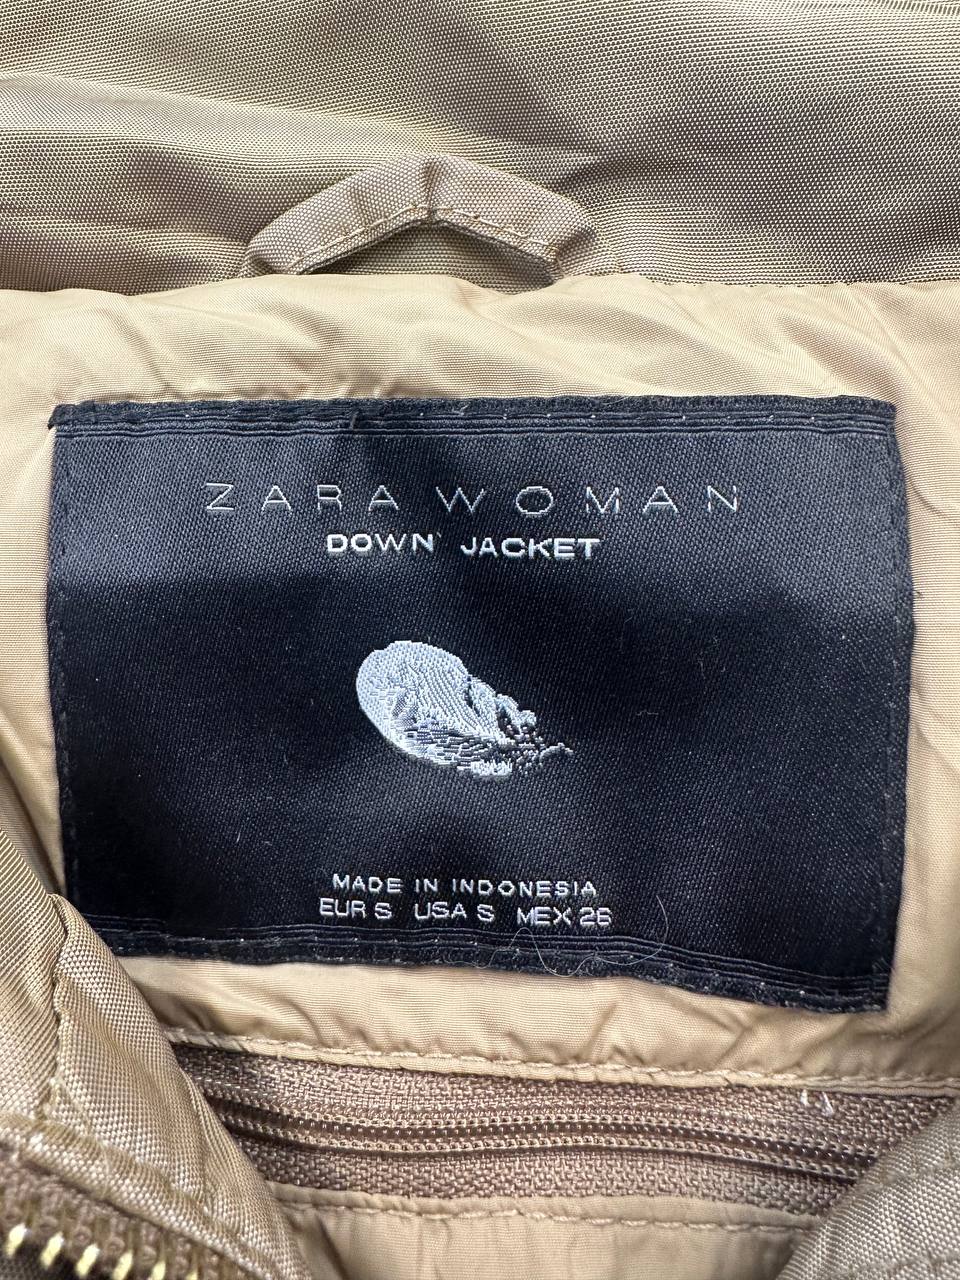 ZARA WOMAN
DOWN JACKET
MADE IN INDONESIA
EUR S USA S MEX 26